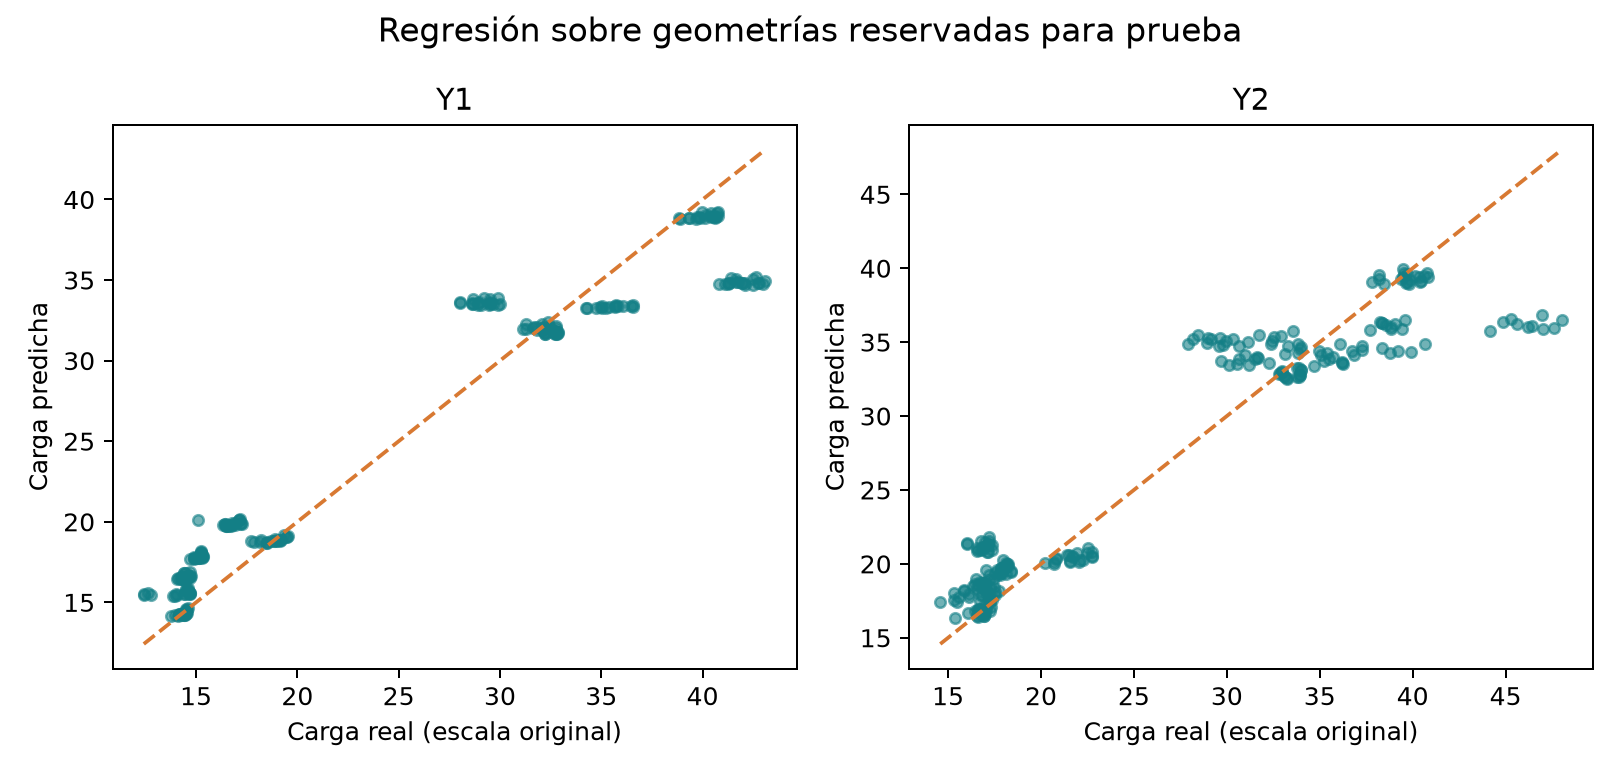 Regresión sobre geometrías reservadas para prueba
Y1
Carga predicha
40
35
30
25
20
15
15 20 25 30 35 40
Carga real (escala original)
Y2
Carga predicha
45
40
35
30
25
20
15
15 20 25 30 35 40 45
Carga real (escala original)